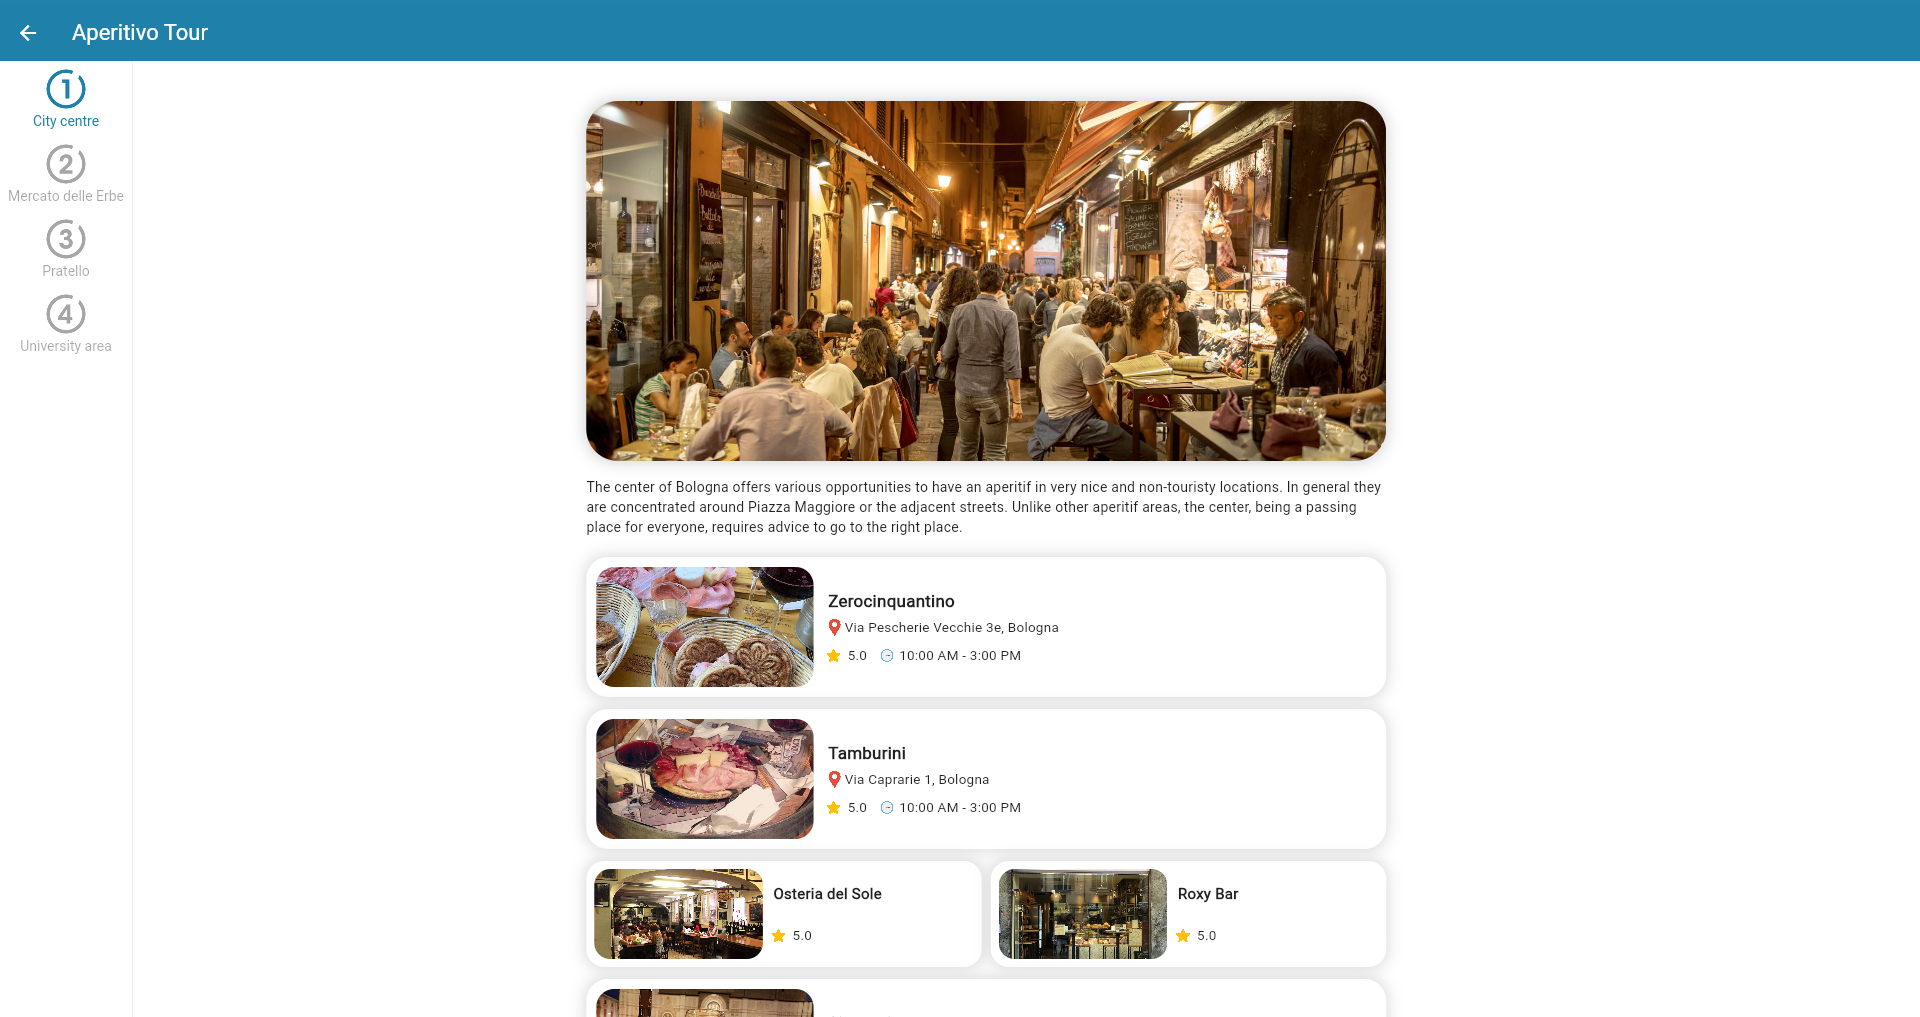 Aperitivo Tour
1
City centre
2
Mercato delle Erbe
3
Pratello
4
University area
The center of Bologna offers various opportunities to have an aperitif in very nice and non-touristy locations. In general they
are concentrated around Piazza Maggiore or the adjacent streets. Unlike other aperitif areas, the center, being a passing
place for everyone, requires advice to go to the right place.
Zerocinquantino
Via Pescherie Vecchie 3e, Bologna
5.0 10:00 AM - 3:00 PM
Tamburini
Via Caprarie 1, Bologna
5.0 10:00 AM - 3:00 PM
Osteria del Sole
5.0
Roxy Bar
5.0